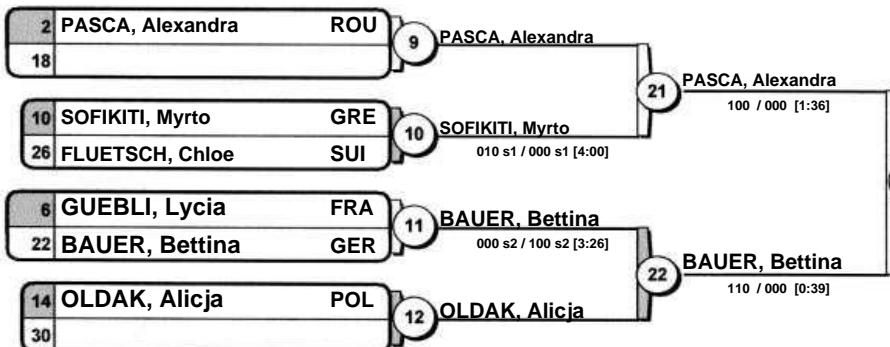 2 PASCA, Alexandra ROU
18
9
PASCA, Alexandra
10 SOFIKITI, Myrto GRE
26 FLUETSCH, Chloe SUI
10
SOFIKITI, Myrto
010 s1 / 000 s1 [4:00]
21
PASCA, Alexandra
100 / 000 [1:36]
6 GUEBLI, Lycia FRA
22 BAUER, Bettina GER
11
BAUER, Bettina
000 s2 / 100 s2 [3:26]
14 OLDAK, Alicja POL
30
12
OLDAK, Alicja
22
BAUER, Bettina
110 / 000 [0:39]